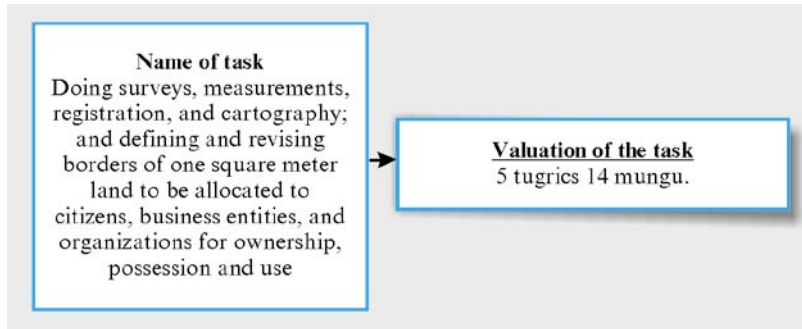 Name of task
Doing surveys, measurements,
registration, and cartography;
and defining and revising
borders of one square meter
land to be allocated to
citizens, business entities, and
organizations for ownership,
possession and use
Valuation of the task
5 tugrics 14 mungu.